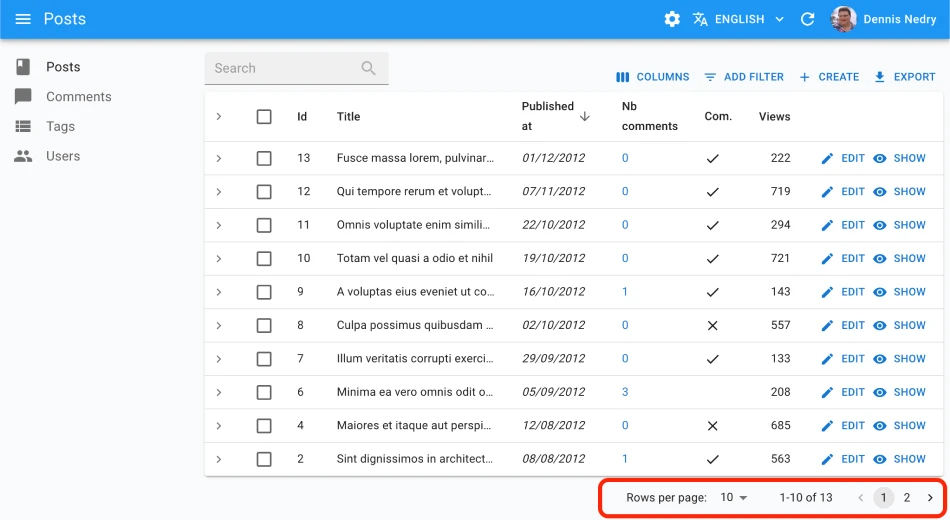 Posts ENGLISH Dennis Nedry
Posts
Comments
Tags
Users
Search
COLUMNS ADD FILTER CREATE EXPORT
Id Title Published at Nb comments Com. Views
13 Fusce massa lorem, pulvinar... 01/12/2012 0 222 EDIT SHOW
12 Qui tempore rerum et volupt... 07/11/2012 0 719 EDIT SHOW
11 Omnis voluptate enim simili... 22/10/2012 0 294 EDIT SHOW
10 Totam vel quasi a odio et nihil 19/10/2012 0 721 EDIT SHOW
9 A voluptas eius eveniet ut co... 16/10/2012 1 143 EDIT SHOW
8 Culpa possimus quibusdam ... 02/10/2012 0 557 EDIT SHOW
7 Illum veritatis corrupti exerci... 29/09/2012 0 133 EDIT SHOW
6 Minima ea vero omnis odit o... 05/09/2012 3 208 EDIT SHOW
4 Maiores et itaque aut perspi... 12/08/2012 0 685 EDIT SHOW
2 Sint dignissimos in architect... 08/08/2012 1 563 EDIT SHOW
Rows per page: 10 1-10 of 13 1 2